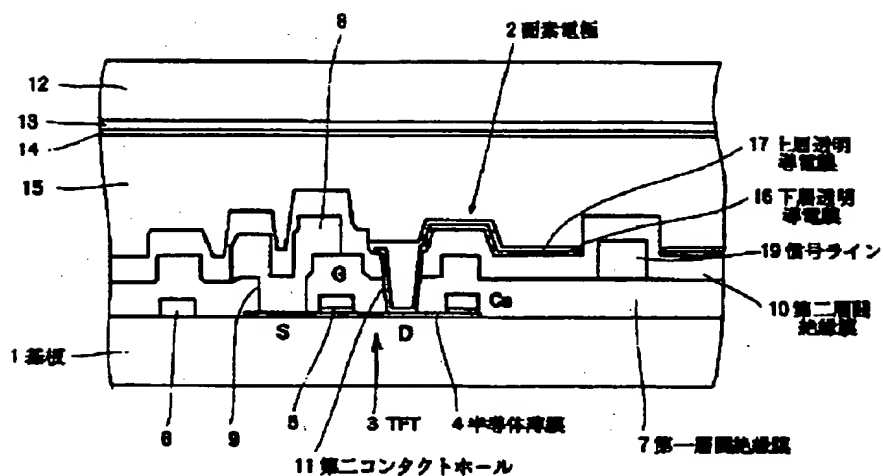 8
2 画素電極
12
13
14
15
17 上層透明
導電膜
16 下層透明
導電膜
19 信号ライン
G
Cs
10 第二層間
絶縁膜
S
D
1 基板
6
9
5
3 TFT
4 半導体薄膜
7 第一層間絶縁膜
11 第二コンタクトホール